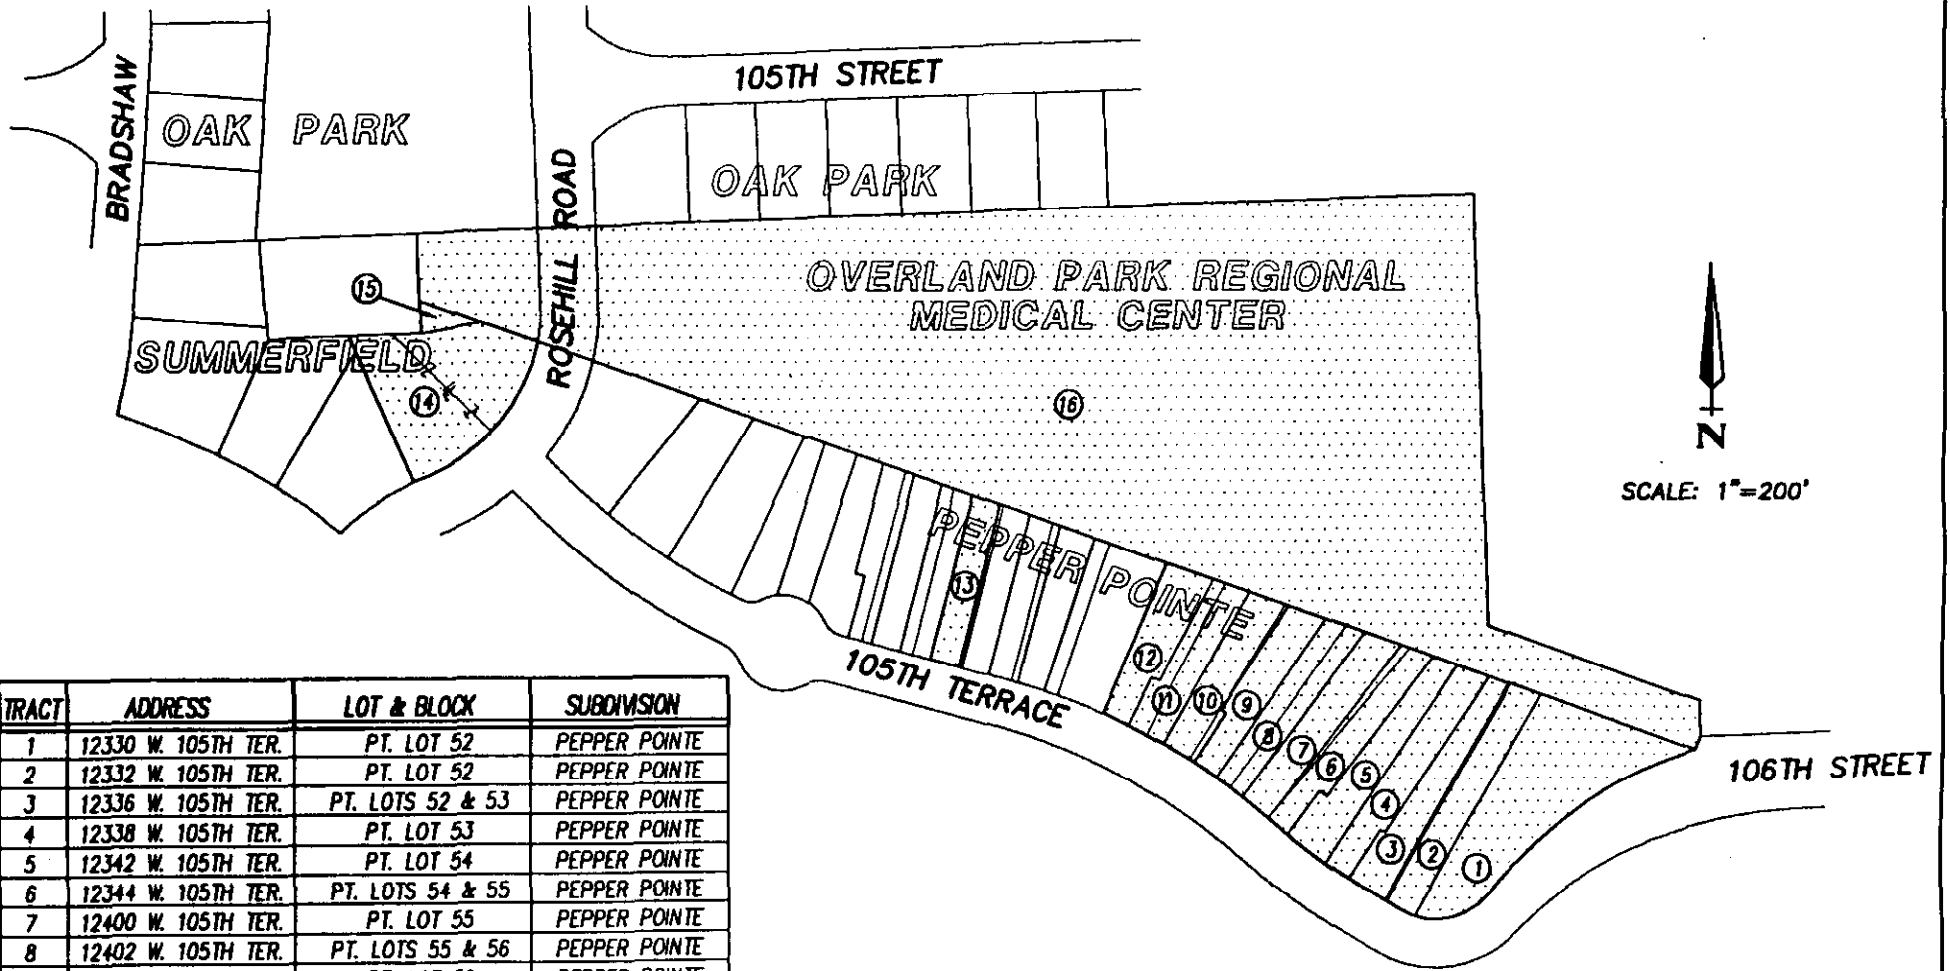 105TH STREET
BRADSHAW
OAK PARK
ROSEHILL ROAD
OAK PARK
OVERLAND PARK REGIONAL
MEDICAL CENTER
15
SUMMERFIELD
14
16
N
SCALE: 1"=200'
PEPPER POINTE
13
12
11
10
9
8
7
6
5
4
3
2
1
105TH TERRACE
106TH STREET
TRACT ADDRESS LOT & BLOCK SUBDIVISION
1 12330 W. 105TH TER. PT. LOT 52 PEPPER POINTE
2 12332 W. 105TH TER. PT. LOT 52 PEPPER POINTE
3 12336 W. 105TH TER. PT. LOTS 52 & 53 PEPPER POINTE
4 12338 W. 105TH TER. PT. LOT 53 PEPPER POINTE
5 12342 W. 105TH TER. PT. LOT 54 PEPPER POINTE
6 12344 W. 105TH TER. PT. LOTS 54 & 55 PEPPER POINTE
7 12400 W. 105TH TER. PT. LOT 55 PEPPER POINTE
8 12402 W. 105TH TER. PT. LOTS 55 & 56 PEPPER POINTE